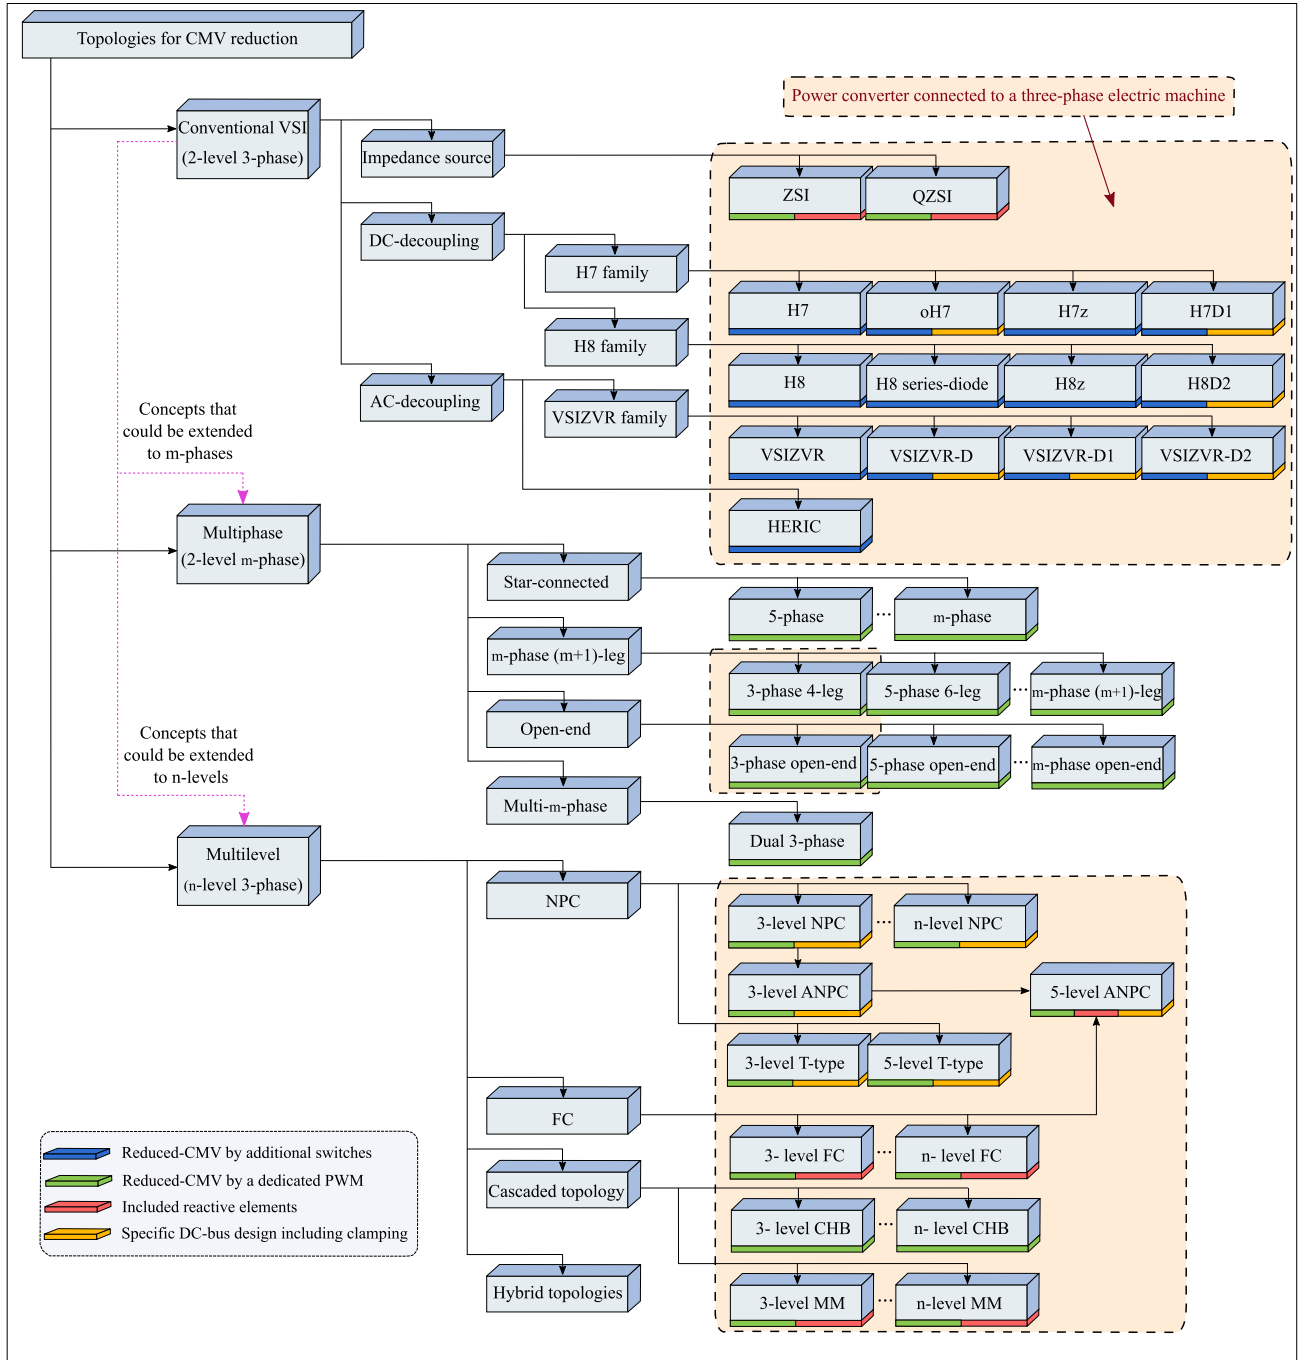 Topologies for CMV reduction
Power converter connected to a three-phase electric machine
Conventional VSI
(2-level 3-phase)
Impedance source
ZSI
QZSI
DC-decoupling
H7 family
H7
oH7
H7z
H7D1
H8 family
H8
H8 series-diode
H8z
H8D2
AC-decoupling
VSIZVR family
VSIZVR
VSIZVR-D
VSIZVR-D1
VSIZVR-D2
HERIC
Concepts that
could be extended
to m-phases
Multiphase
(2-level m-phase)
Star-connected
5-phase
...
m-phase
m-phase (m+1)-leg
3-phase 4-leg
5-phase 6-leg
...
m-phase (m+1)-leg
Open-end
3-phase open-end
5-phase open-end
...
m-phase open-end
Multi-m-phase
Dual 3-phase
Concepts that
could be extended
to n-levels
Multilevel
(n-level 3-phase)
NPC
3-level NPC
...
n-level NPC
3-level ANPC
5-level ANPC
3-level T-type
5-level T-type
FC
3- level FC
...
n- level FC
Cascaded topology
3- level CHB
...
n- level CHB
3-level MM
...
n-level MM
Hybrid topologies
Reduced-CMV by additional switches
Reduced-CMV by a dedicated PWM
Included reactive elements
Specific DC-bus design including clamping